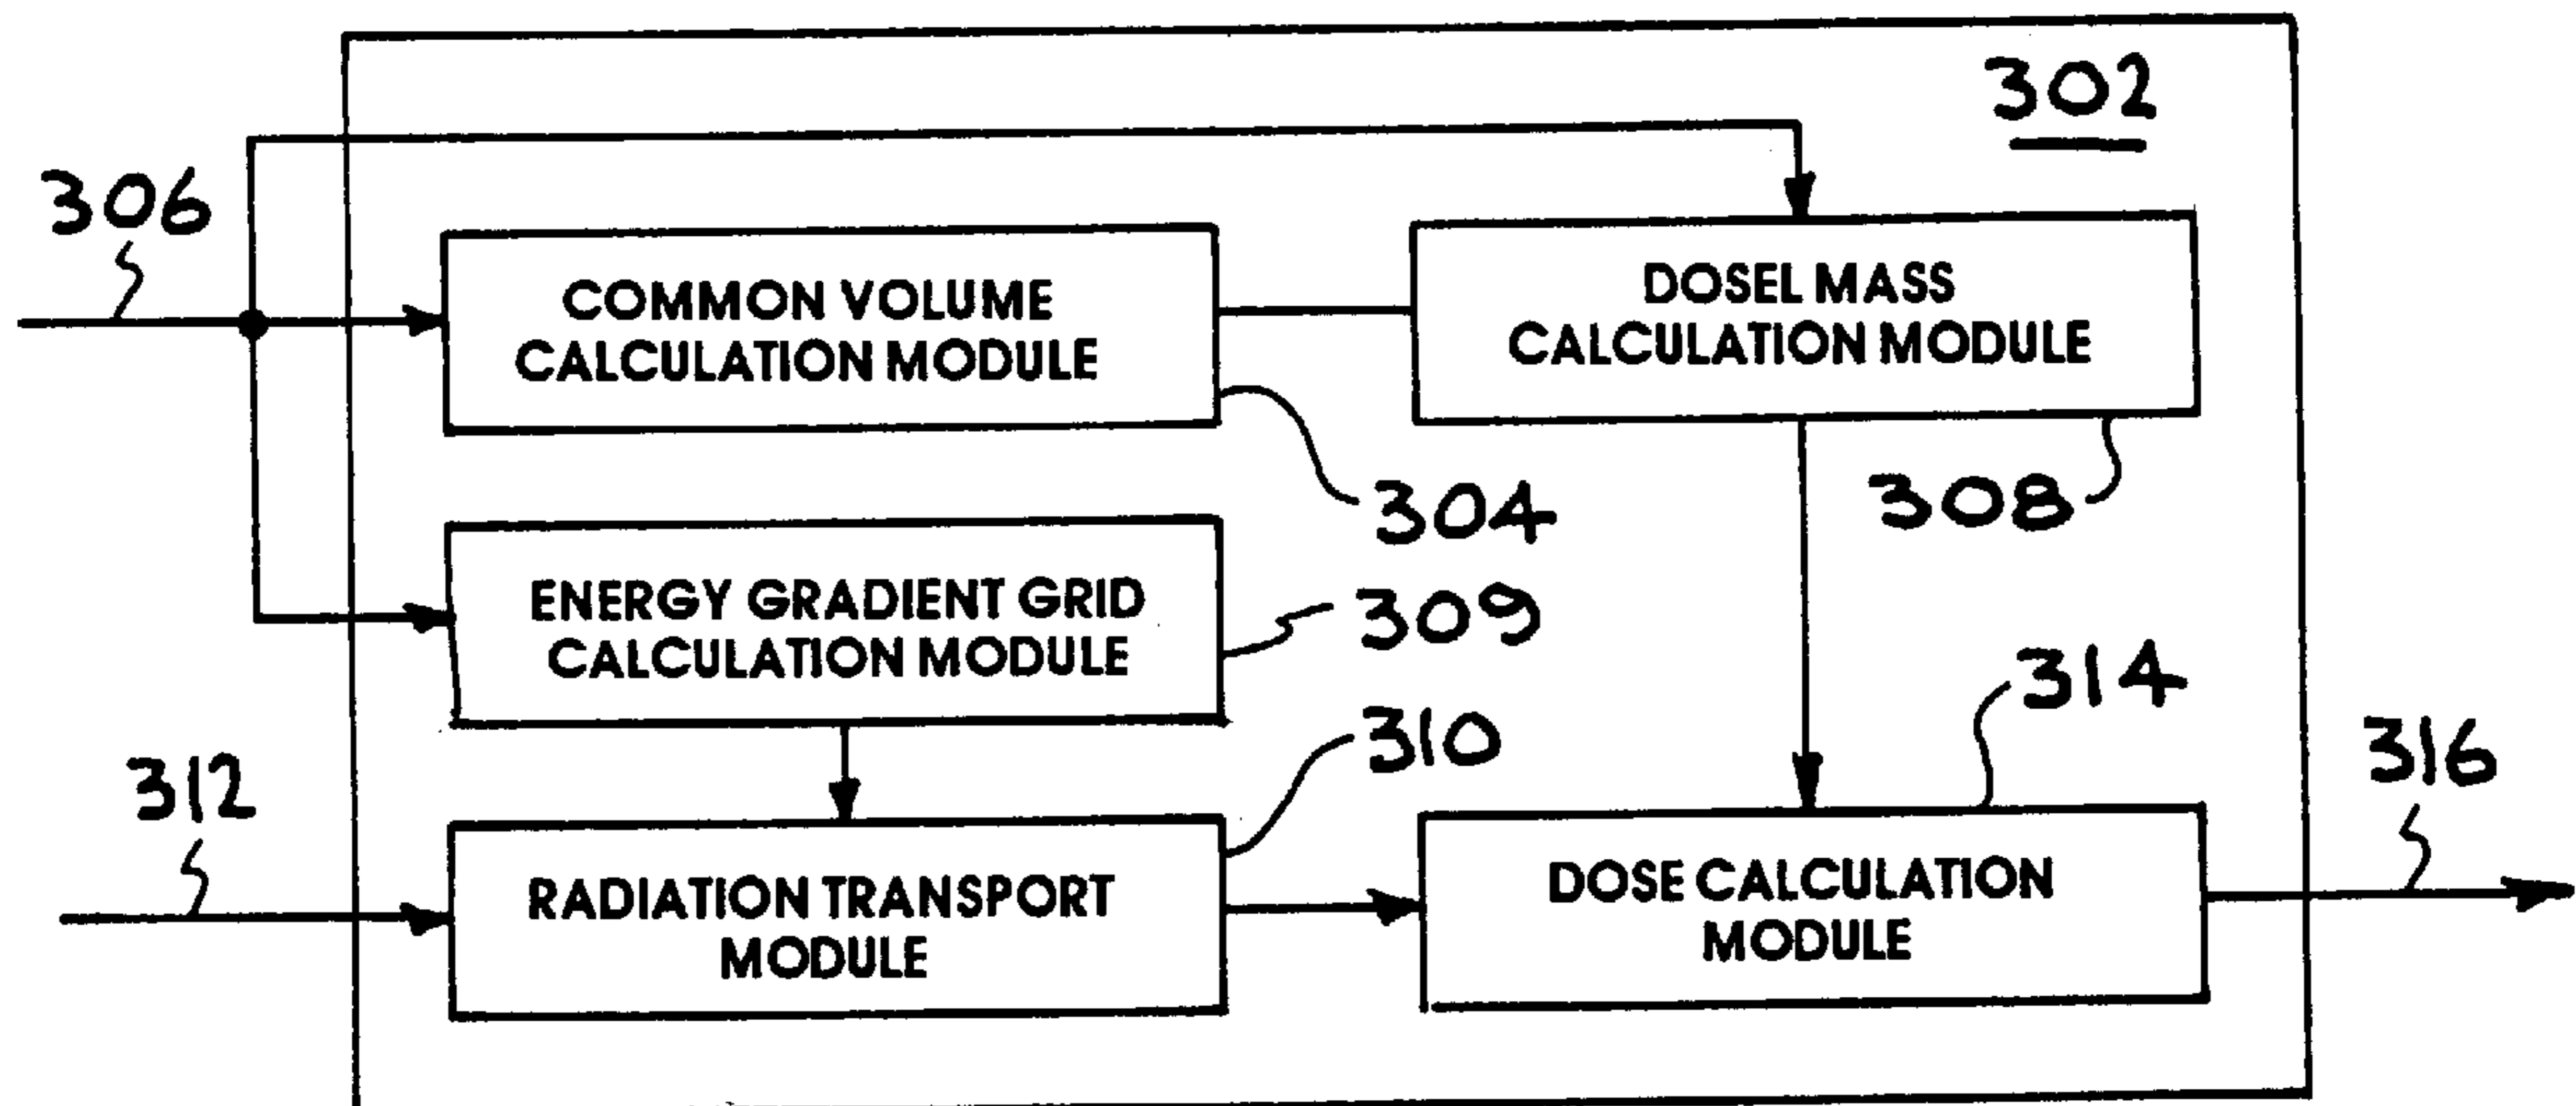 302
306
COMMON VOLUME
CALCULATION MODULE
DOSEL MASS
CALCULATION MODULE
304
308
ENERGY GRADIENT GRID
CALCULATION MODULE
309
314
310
316
312
RADIATION TRANSPORT
MODULE
DOSE CALCULATION
MODULE